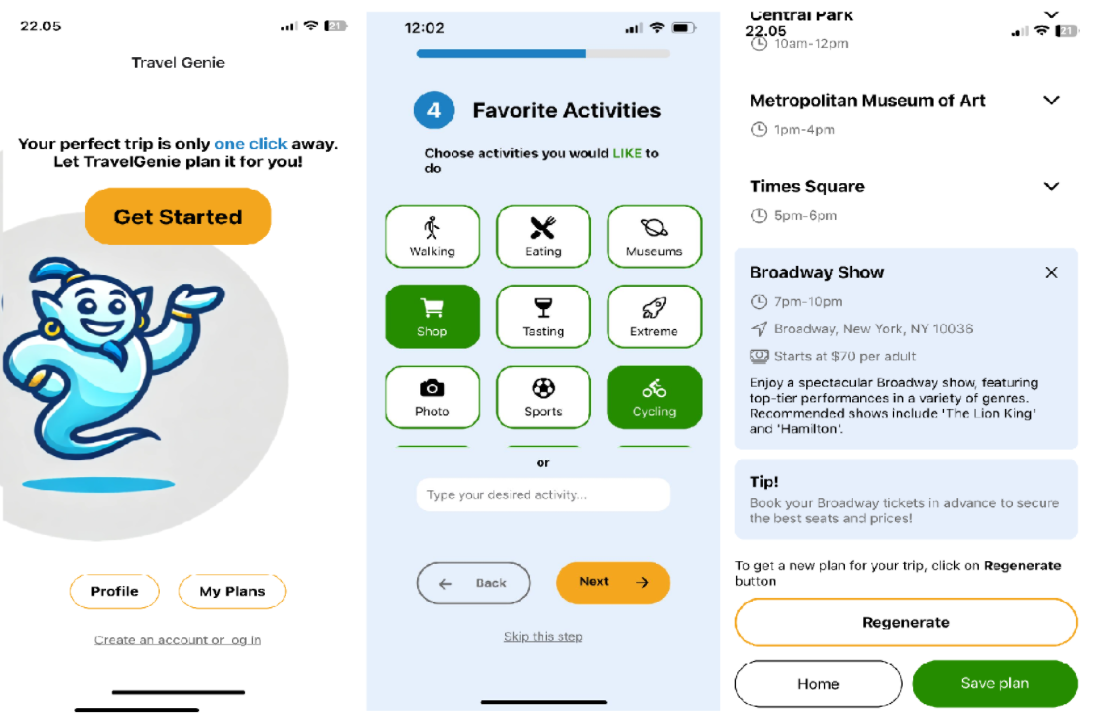 22.05
21
Travel Genie
Your perfect trip is only one click away.
Let TravelGenie plan it for you!
Get Started
Profile
My Plans
Create an account or log in
12:02
4
Favorite Activities
Choose activities you would LIKE to
do
Walking
Eating
Museums
Shop
Tasting
Extreme
Photo
Sports
Cycling
or
Type your desired activity...
← Back
Next →
Skip this step
Central Park
22.05
21
10am-12pm
Metropolitan Museum of Art
1pm-4pm
Times Square
5pm-6pm
Broadway Show
7pm-10pm
Broadway, New York, NY 10036
Starts at $70 per adult
Enjoy a spectacular Broadway show, featuring
top-tier performances in a variety of genres.
Recommended shows include 'The Lion King'
and 'Hamilton'.
Tip!
Book your Broadway tickets in advance to secure
the best seats and prices!
To get a new plan for your trip, click on Regenerate
button
Regenerate
Home
Save plan